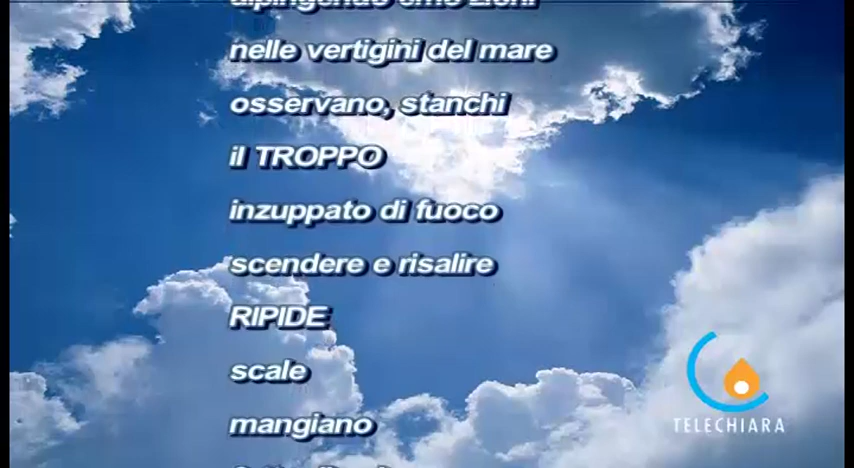 nelle vertigini del mare
osservano, stanchi
il TROPPO
inzuppato di fuoco
scendere e risalire
RIPIDE
scale
mangiano
TELECHIARA